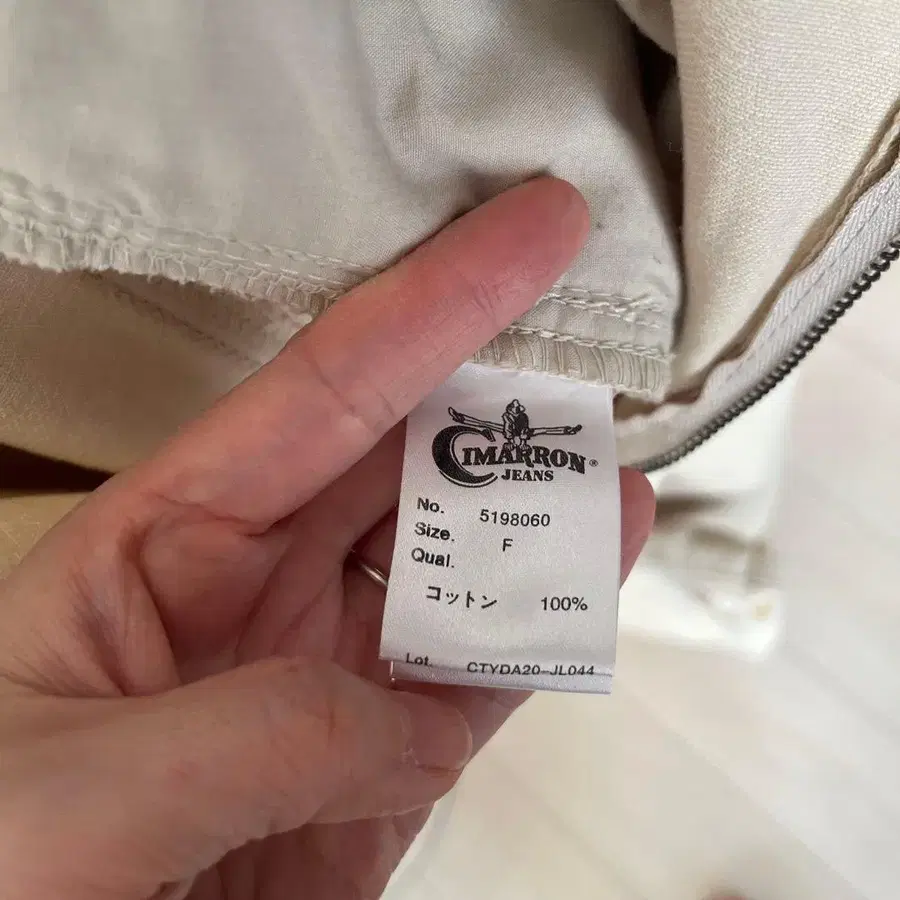 CIMARRON®
JEANS
No. 5198060
Size. F
Qual.
コットン 100%
Lot. CTYDA20-JL044